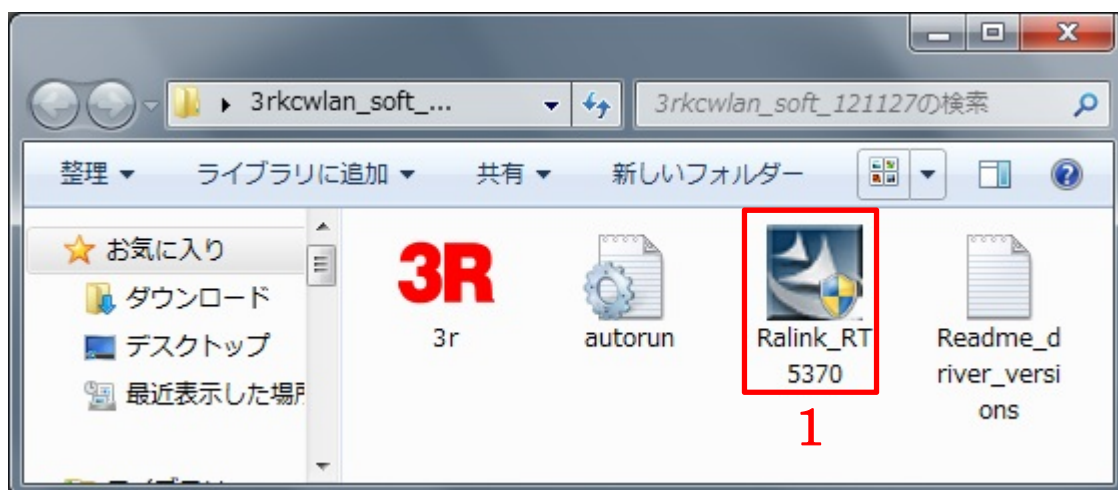 3rkcwlan_soft_...
3rkcwlan_soft_121127の検索
整理
ライブラリに追加
共有
新しいフォルダー
お気に入り
ダウンロード
デスクトップ
最近表示した場所
3R
3r
autorun
Ralink_RT
5370
Readme_d
river_versi
ons
1